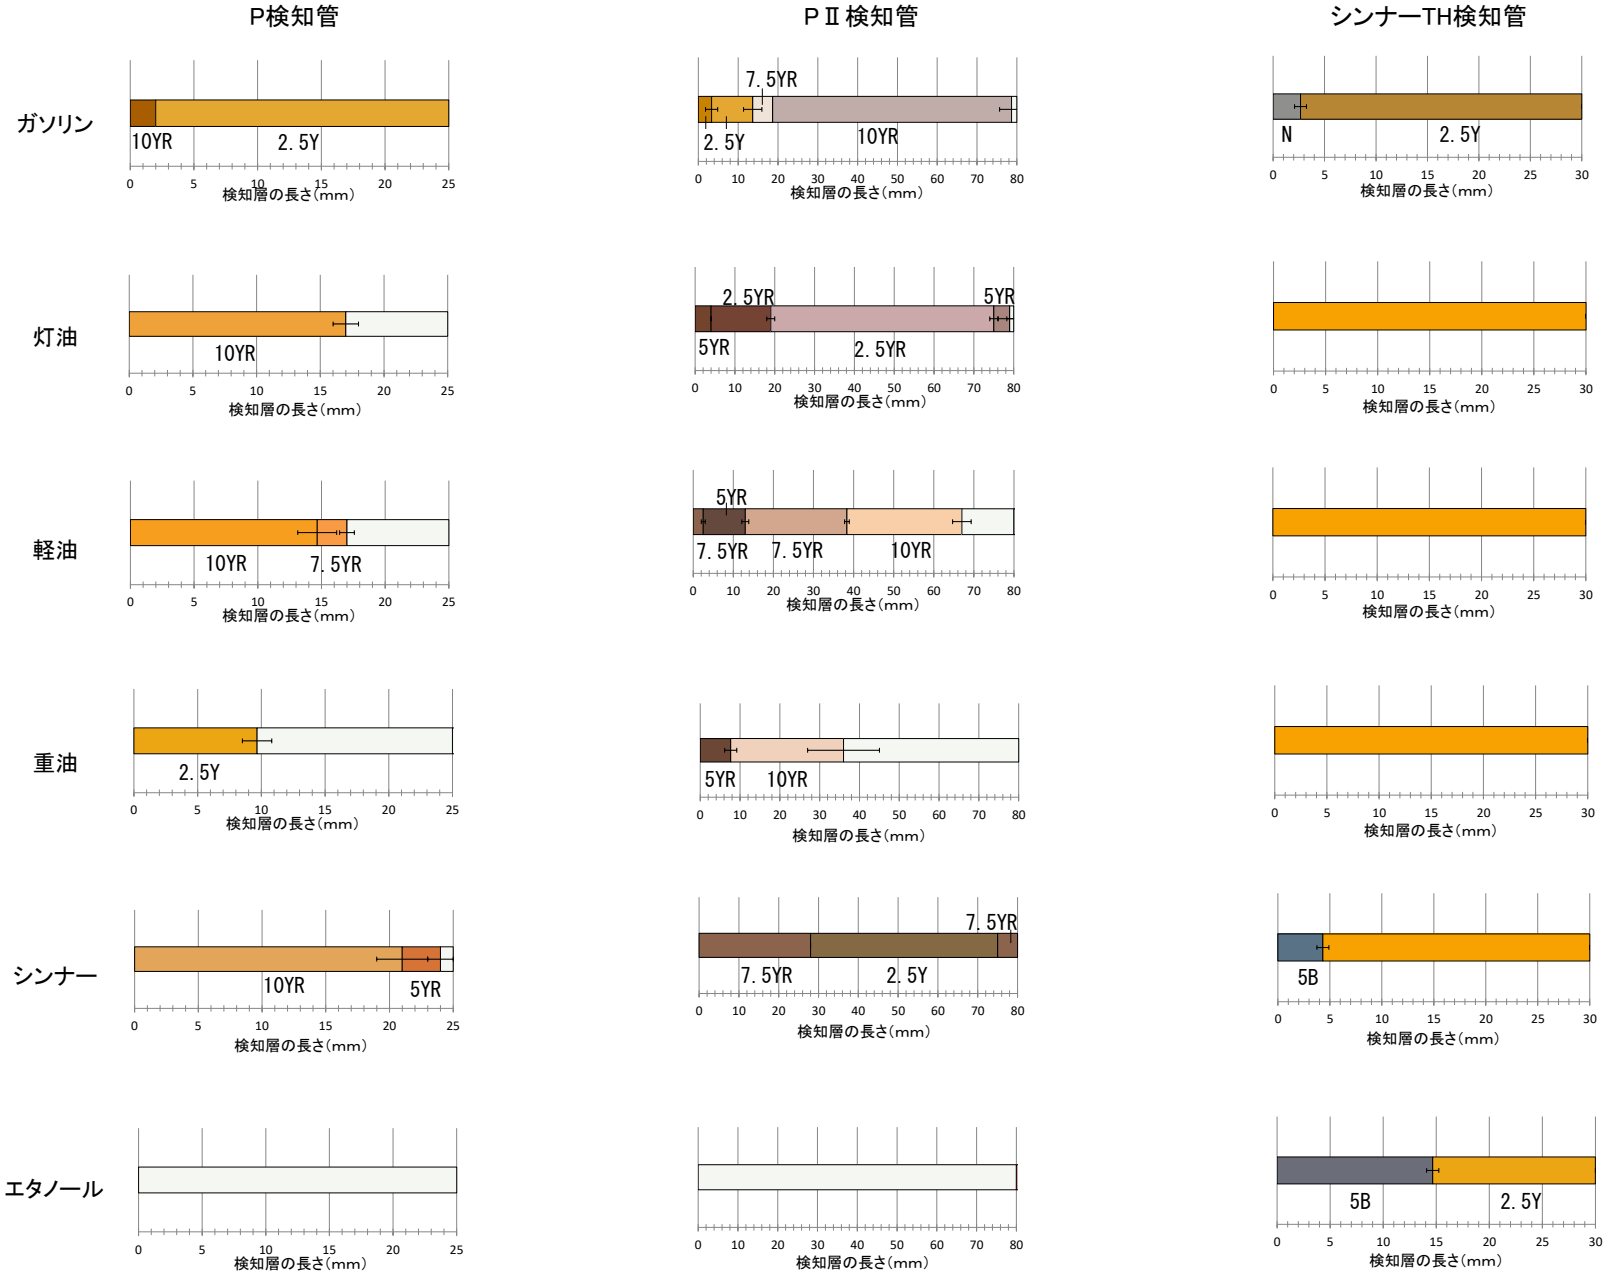 P検知管
PⅡ検知管
シンナーTH検知管
ガソリン
10YR 2.5Y
0 5 10 15 20 25
検知層の長さ(mm)
7.5YR
2.5Y 10YR
0 10 20 30 40 50 60 70 80
検知層の長さ(mm)
N 2.5Y
0 5 10 15 20 25 30
検知層の長さ(mm)
灯油
10YR
0 5 10 15 20 25
検知層の長さ(mm)
2.5YR 5YR
5YR 2.5YR
0 10 20 30 40 50 60 70 80
検知層の長さ(mm)
0 5 10 15 20 25 30
検知層の長さ(mm)
軽油
10YR 7.5YR
0 5 10 15 20 25
検知層の長さ(mm)
5YR
7.5YR 7.5YR 10YR
0 10 20 30 40 50 60 70 80
検知層の長さ(mm)
0 5 10 15 20 25 30
検知層の長さ(mm)
重油
2.5Y
0 5 10 15 20 25
検知層の長さ(mm)
5YR 10YR
0 10 20 30 40 50 60 70 80
検知層の長さ(mm)
0 5 10 15 20 25 30
検知層の長さ(mm)
シンナー
10YR 5YR
0 5 10 15 20 25
検知層の長さ(mm)
7.5YR
7.5YR 2.5Y
0 10 20 30 40 50 60 70 80
検知層の長さ(mm)
5B
0 5 10 15 20 25 30
検知層の長さ(mm)
エタノール
0 5 10 15 20 25
検知層の長さ(mm)
0 10 20 30 40 50 60 70 80
検知層の長さ(mm)
5B 2.5Y
0 5 10 15 20 25 30
検知層の長さ(mm)